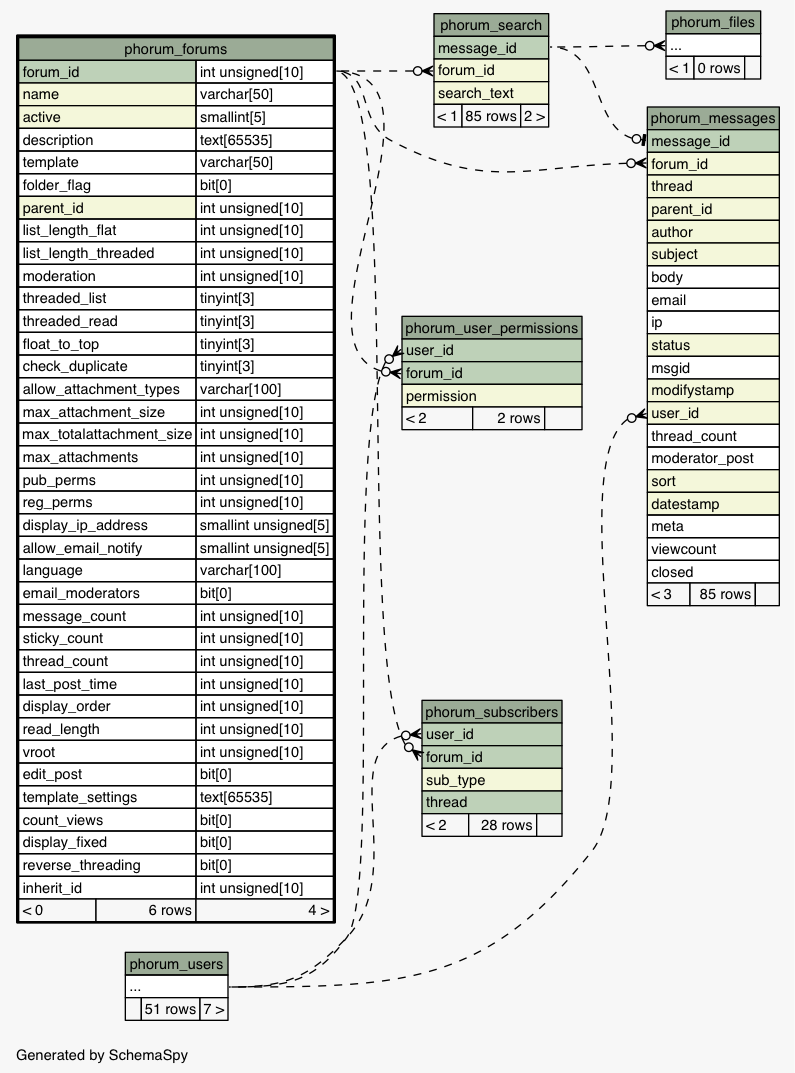 phorum_forums
forum_id int unsigned[10]
name varchar[50]
active smallint[5]
description text[65535]
template varchar[50]
folder_flag bit[0]
parent_id int unsigned[10]
list_length_flat int unsigned[10]
list_length_threaded int unsigned[10]
moderation int unsigned[10]
threaded_list tinyint[3]
threaded_read tinyint[3]
float_to_top tinyint[3]
check_duplicate tinyint[3]
allow_attachment_types varchar[100]
max_attachment_size int unsigned[10]
max_totalattachment_size int unsigned[10]
max_attachments int unsigned[10]
pub_perms int unsigned[10]
reg_perms int unsigned[10]
display_ip_address smallint unsigned[5]
allow_email_notify smallint unsigned[5]
language varchar[100]
email_moderators bit[0]
message_count int unsigned[10]
sticky_count int unsigned[10]
thread_count int unsigned[10]
last_post_time int unsigned[10]
display_order int unsigned[10]
read_length int unsigned[10]
vroot int unsigned[10]
edit_post bit[0]
template_settings text[65535]
count_views bit[0]
display_fixed bit[0]
reverse_threading bit[0]
inherit_id int unsigned[10]
< 0 6 rows 4 >
phorum_search
message_id
forum_id
search_text
< 1 85 rows 2 >
phorum_files
...
< 1 0 rows
phorum_messages
message_id
forum_id
thread
parent_id
author
subject
body
email
ip
status
msgid
modifystamp
user_id
thread_count
moderator_post
sort
datestamp
meta
viewcount
closed
< 3 85 rows
phorum_user_permissions
user_id
forum_id
permission
< 2 2 rows
phorum_subscribers
user_id
forum_id
sub_type
thread
< 2 28 rows
phorum_users
...
51 rows 7 >
Generated by SchemaSpy